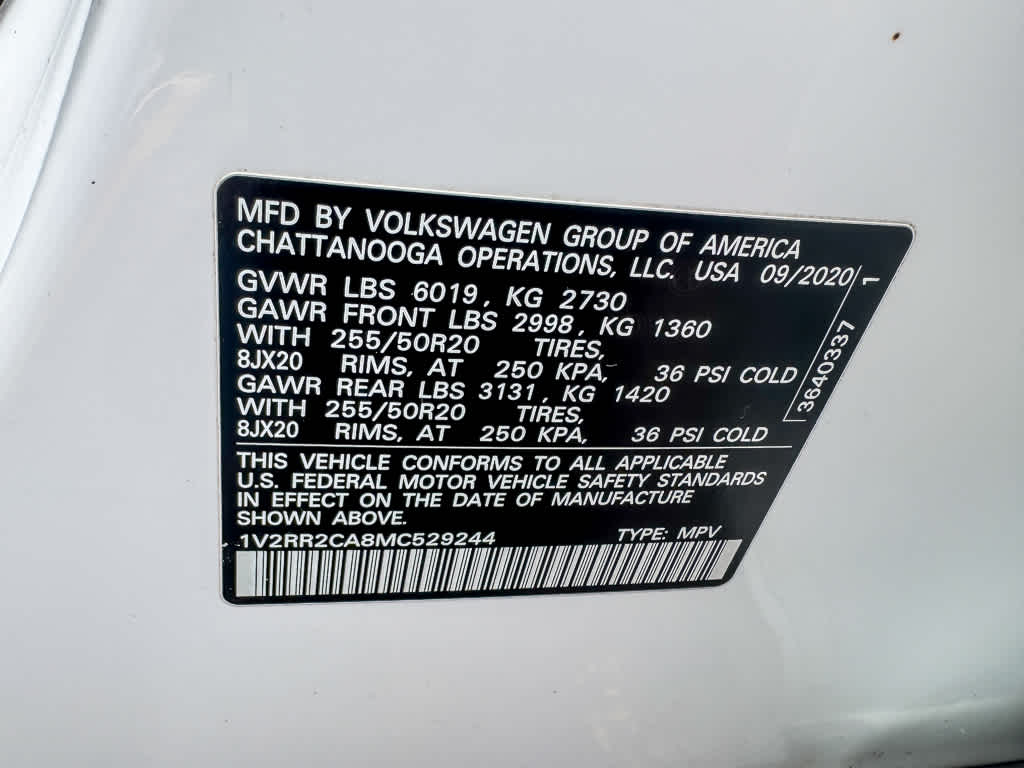 MFD BY VOLKSWAGEN GROUP OF AMERICA
CHATTANOOGA OPERATIONS, LLC. USA 09/2020
GVWR LBS 6019, KG 2730
GAWR FRONT LBS 2998, KG 1360
WITH 255/50R20 TIRES,
8JX20 RIMS, AT 250 KPA, 36 PSI COLD
GAWR REAR LBS 3131, KG 1420
WITH 255/50R20 TIRES,
8JX20 RIMS, AT 250 KPA, 36 PSI COLD
3640337 1
THIS VEHICLE CONFORMS TO ALL APPLICABLE
U.S. FEDERAL MOTOR VEHICLE SAFETY STANDARDS
IN EFFECT ON THE DATE OF MANUFACTURE
SHOWN ABOVE.
1V2RR2CA8MC529244 TYPE: MPV